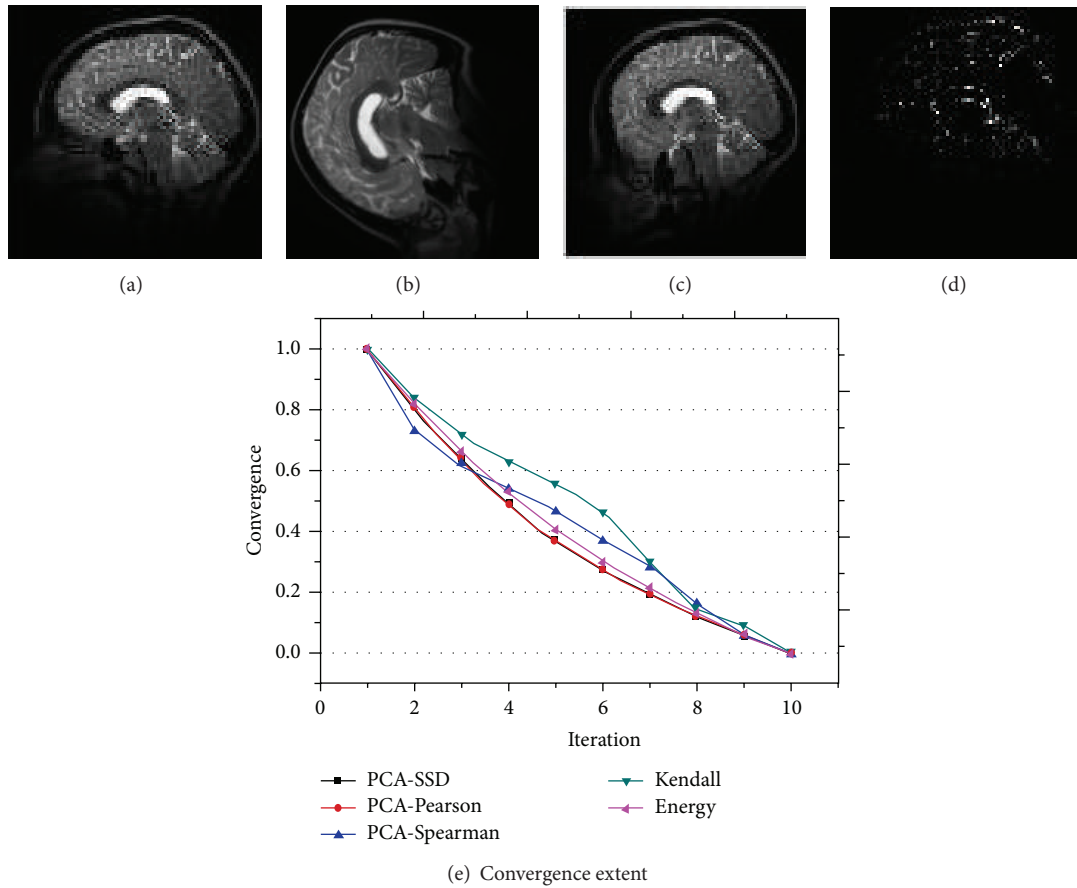 (a)
(b)
(c)
(d)
1.0
0.8
0.6
0.4
0.2
0.0
Convergence
0 2 4 6 8 10
Iteration
PCA-SSD
PCA-Pearson
PCA-Spearman
Kendall
Energy
(e) Convergence extent